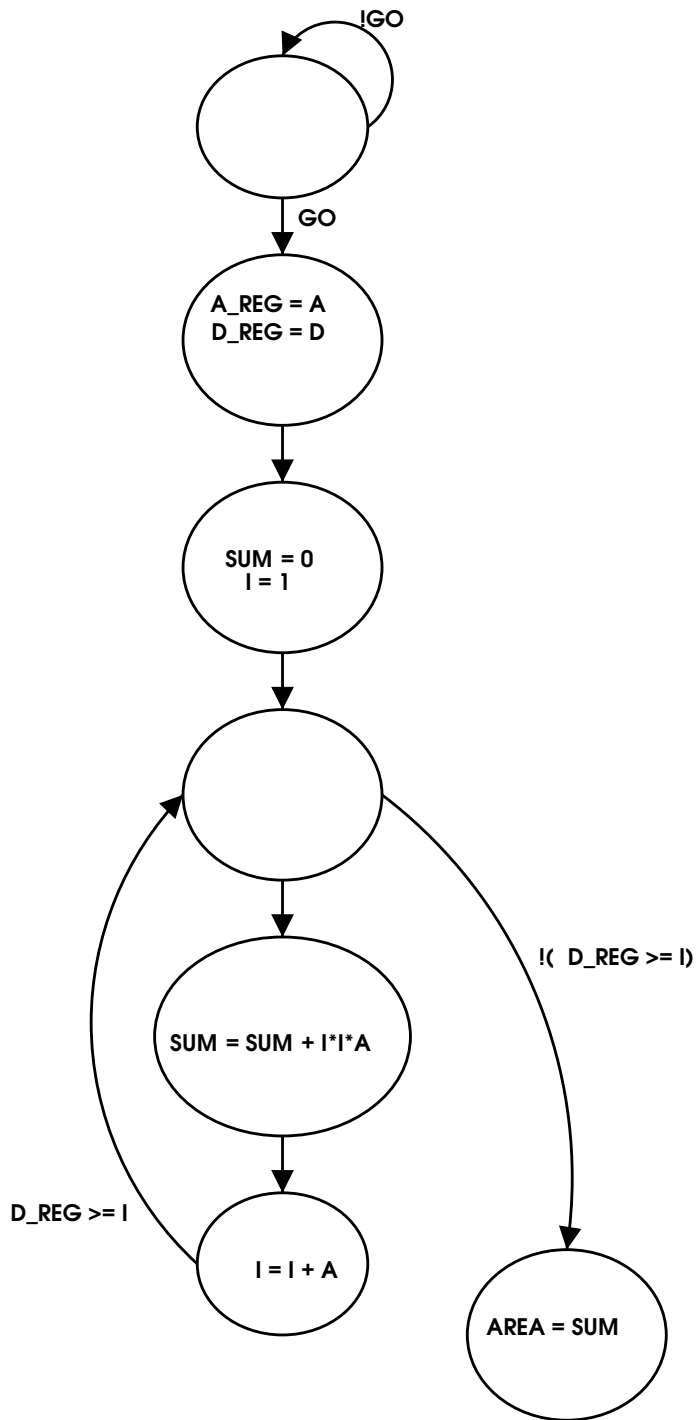 !GO
GO
A_REG = A
D_REG = D
SUM = 0
I = 1
!( D_REG >= I)
SUM = SUM + I*I*A
D_REG >= I
I = I + A
AREA = SUM